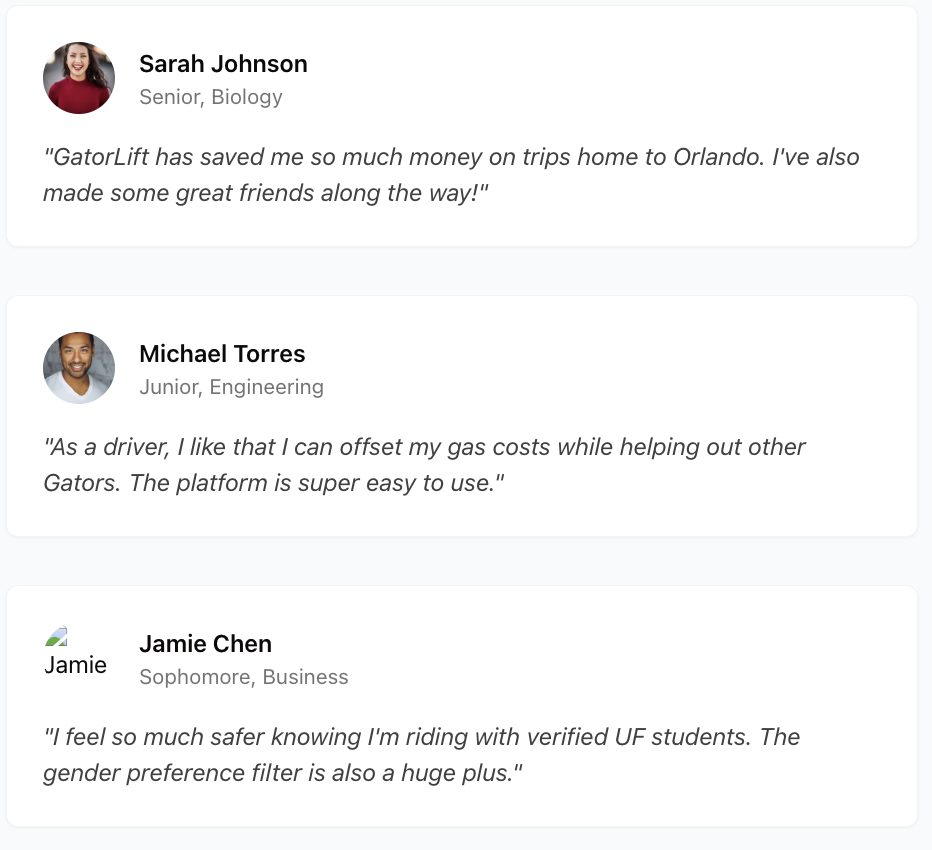 Sarah Johnson
Senior, Biology
"GatorLift has saved me so much money on trips home to Orlando. I've also
made some great friends along the way!"
Michael Torres
Junior, Engineering
"As a driver, I like that I can offset my gas costs while helping out other
Gators. The platform is super easy to use."
Jamie
Jamie Chen
Sophomore, Business
"I feel so much safer knowing I'm riding with verified UF students. The
gender preference filter is also a huge plus."